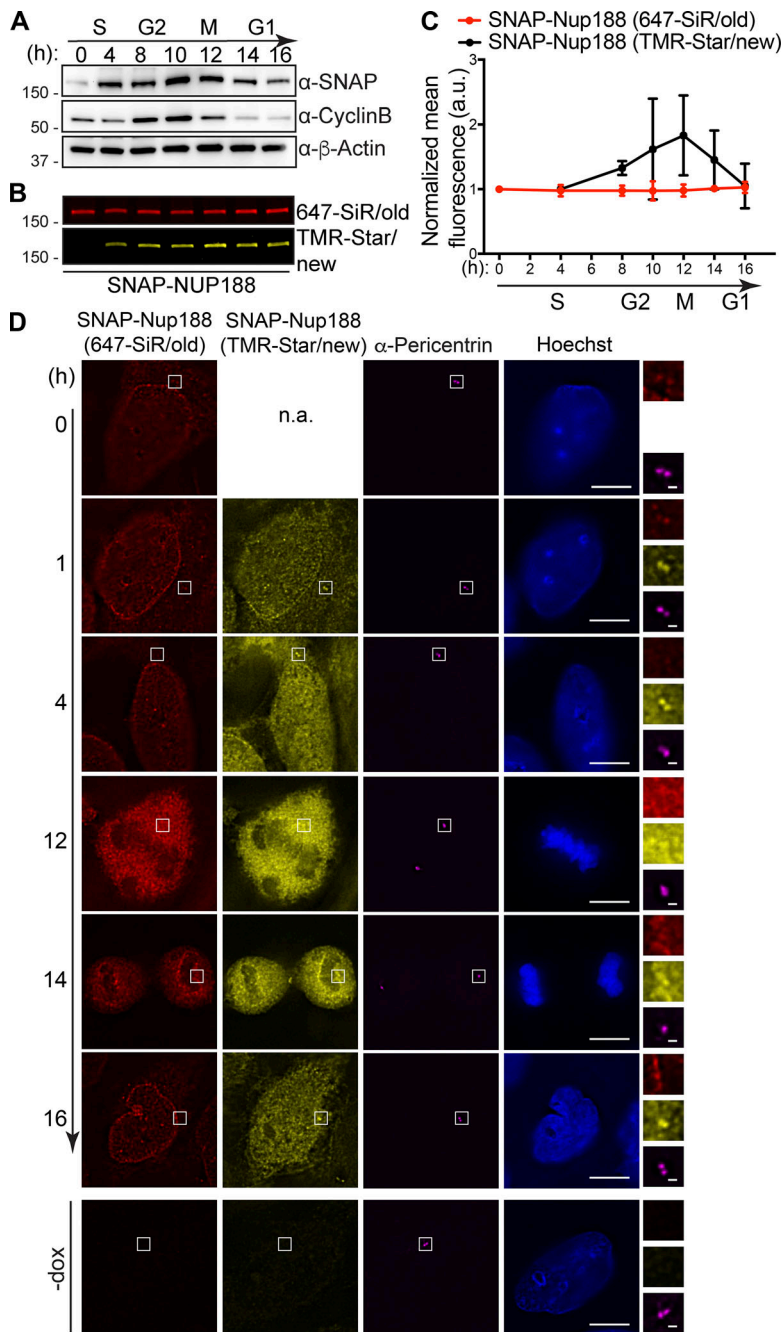 A
S G2 M G1
(h): 0 4 8 10 12 14 16
150 - α-SNAP
50 - α-CyclinB
37 - α-β-Actin
B
150 - 647-SiR/old
150 - TMR-Star/
new
SNAP-NUP188
C
SNAP-Nup188 (647-SiR/old)
SNAP-Nup188 (TMR-Star/new)
Normalized mean
fluorescence (a.u.)
3
2
1
0
(h): 0 2 4 6 8 10 12 14 16
S G2 M G1
D
SNAP-Nup188
(647-SiR/old)
SNAP-Nup188
(TMR-Star/new)
α-Pericentrin
Hoechst
(h)
0
n.a.
1
4
12
14
16
-dox